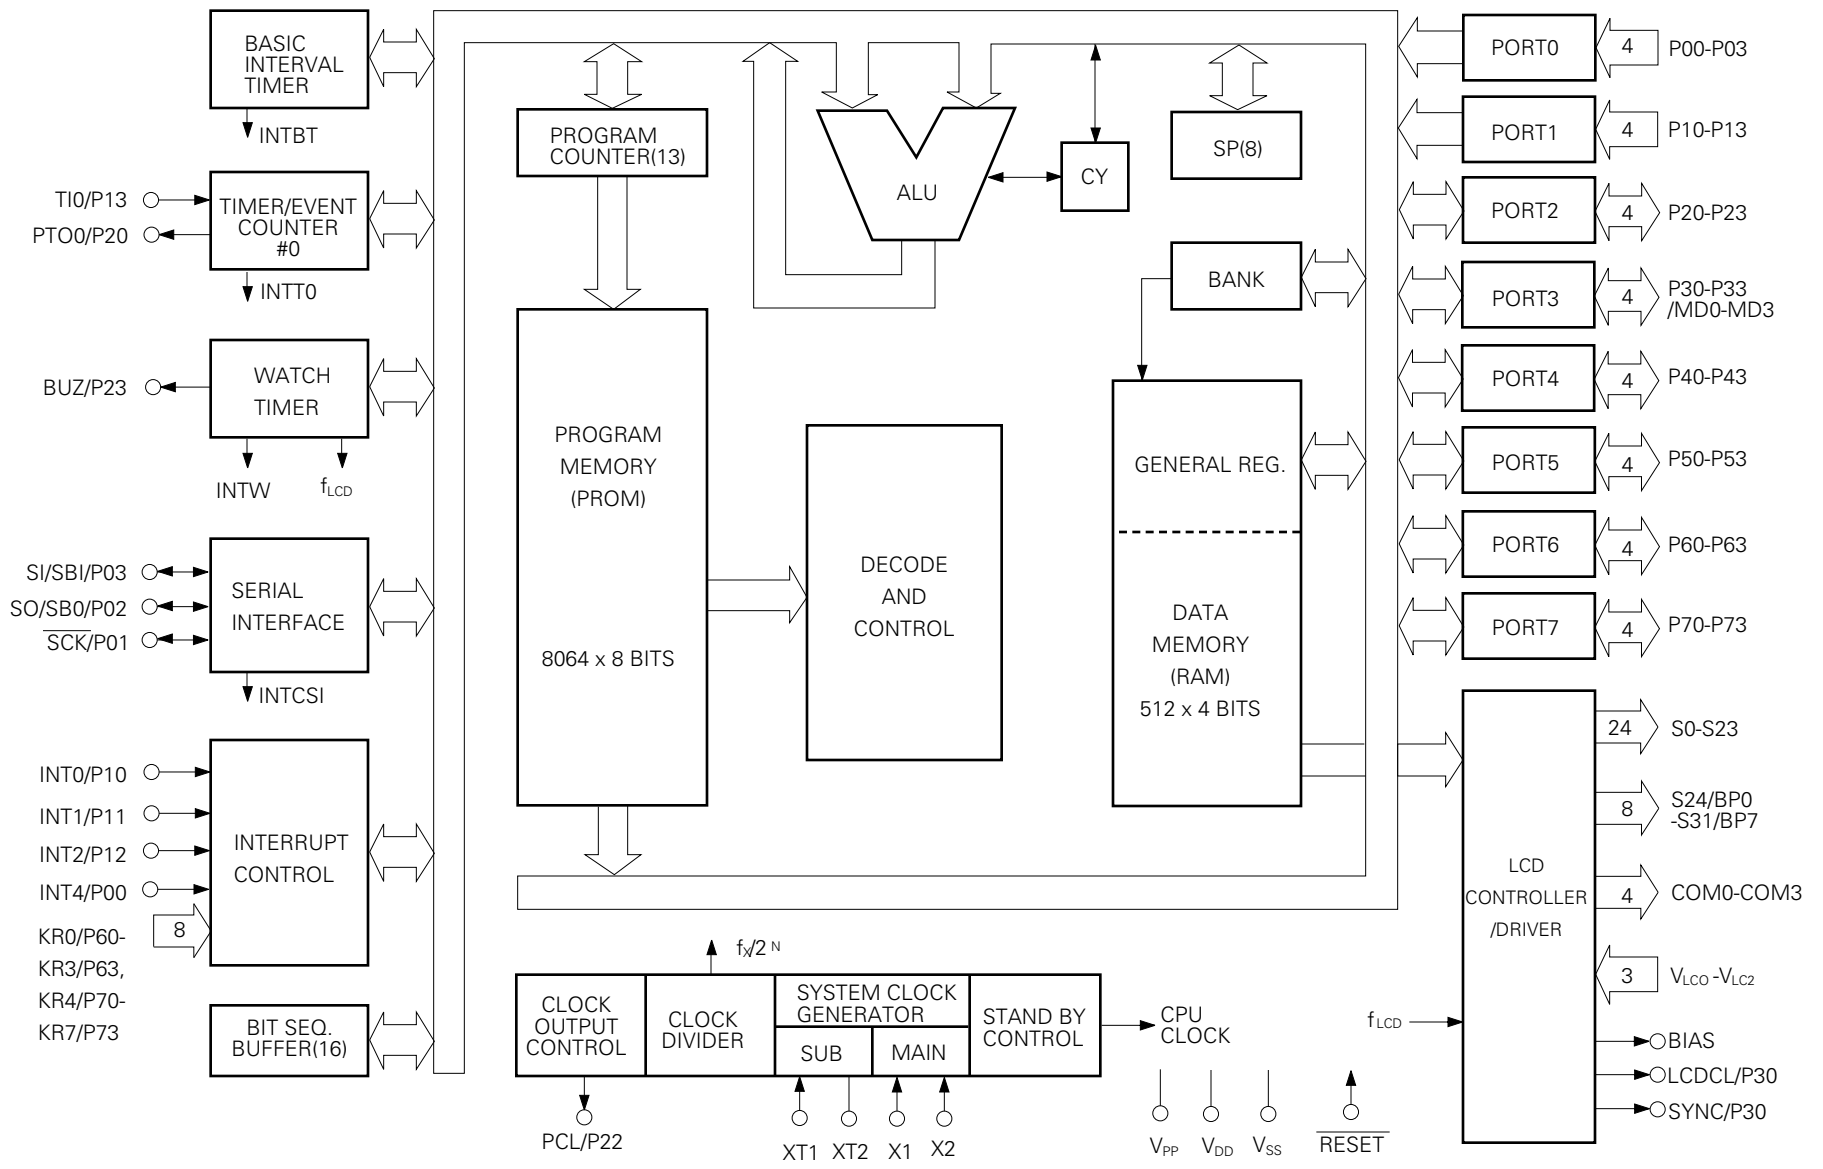 BASIC
INTERVAL
TIMER
INTBT
TI0/P13
PTO0/P20
TIMER/EVENT
COUNTER
#0
INTT0
BUZ/P23
WATCH
TIMER
INTW
fLCD
SI/SBI/P03
SO/SB0/P02
SCK/P01
SERIAL
INTERFACE
INTCSI
INT0/P10
INT1/P11
INT2/P12
INT4/P00
KR0/P60-
KR3/P63,
KR4/P70-
KR7/P73
8
INTERRUPT
CONTROL
BIT SEQ.
BUFFER(16)
PROGRAM
COUNTER(13)
ALU
CY
SP(8)
BANK
PROGRAM
MEMORY
(PROM)
8064 x 8 BITS
DECODE
AND
CONTROL
GENERAL REG.
DATA
MEMORY
(RAM)
512 x 4 BITS
fX/2 N
CLOCK
OUTPUT
CONTROL
CLOCK
DIVIDER
SYSTEM CLOCK
GENERATOR
SUB
MAIN
STAND BY
CONTROL
CPU
CLOCK
PCL/P22
XT1
XT2
X1
X2
VPP
VDD
VSS
RESET
PORT0
4
P00-P03
PORT1
4
P10-P13
PORT2
4
P20-P23
PORT3
4
P30-P33
/MD0-MD3
PORT4
4
P40-P43
PORT5
4
P50-P53
PORT6
4
P60-P63
PORT7
4
P70-P73
LCD
CONTROLLER
/DRIVER
24
S0-S23
8
S24/BP0
-S31/BP7
4
COM0-COM3
3
VLCO -VLC2
fLCD
BIAS
LCDCL/P30
SYNC/P30